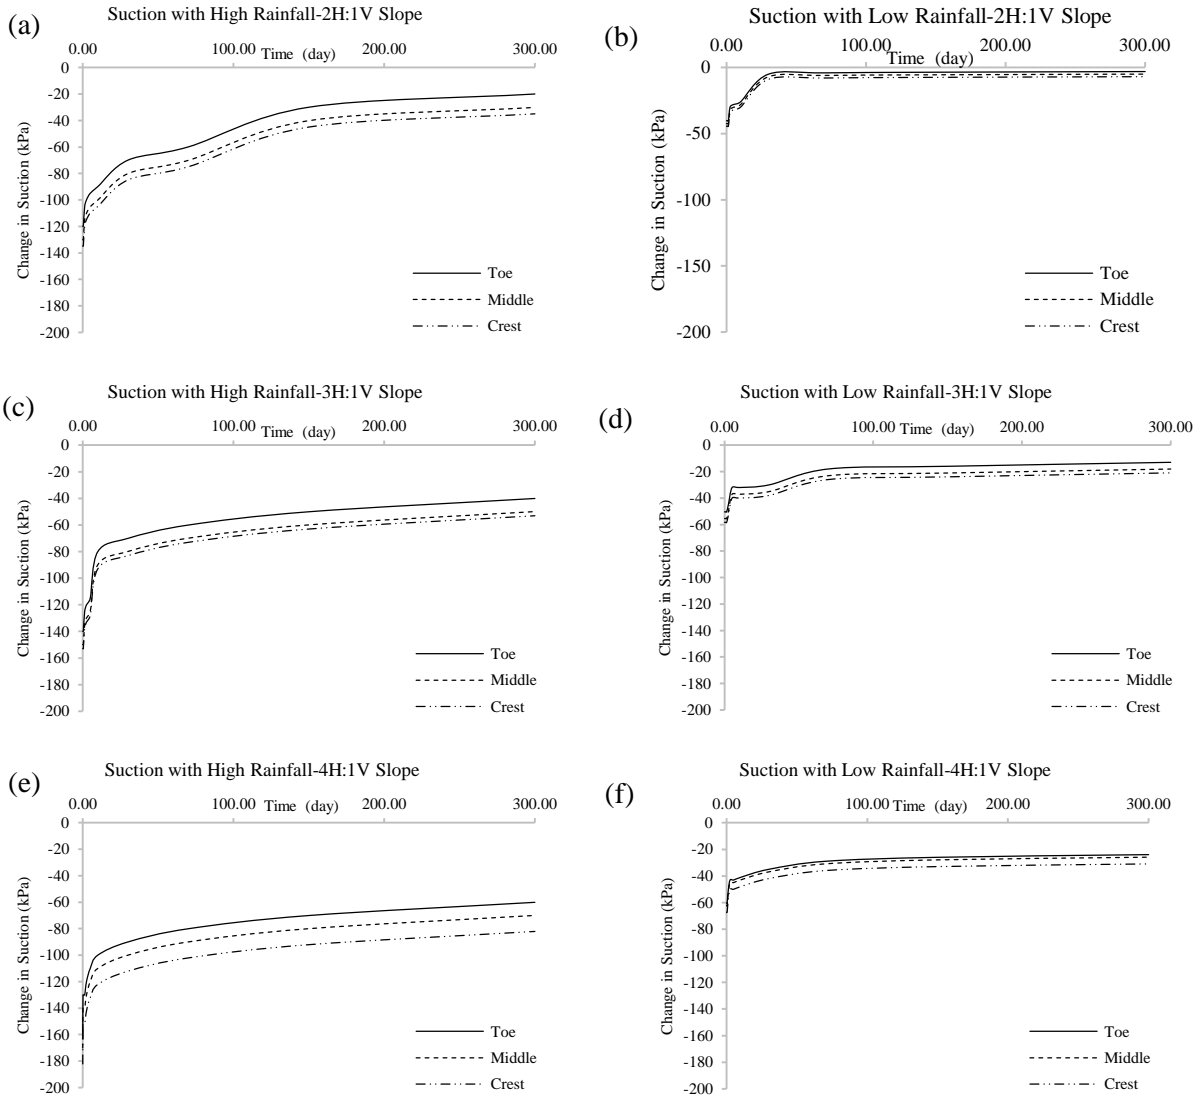 (a)
Suction with High Rainfall-2H:1V Slope
0.00 100.00 200.00 300.00
Time (day)
0
-20
-40
-60
-80
-100
-120
-140
-160
-180
-200
Change in Suction (kPa)
Toe
Middle
Crest
(b)
Suction with Low Rainfall-2H:1V Slope
0.00 100.00 200.00 300.00
Time (day)
0
-50
-100
-150
-200
Change in Suction (kPa)
Toe
Middle
Crest
(c)
Suction with High Rainfall-3H:1V Slope
0.00 100.00 200.00 300.00
Time (day)
0
-20
-40
-60
-80
-100
-120
-140
-160
-180
-200
Change in Suction (kPa)
Toe
Middle
Crest
(d)
Suction with Low Rainfall-3H:1V Slope
0.00 100.00 200.00 300.00
Time (day)
0
-20
-40
-60
-80
-100
-120
-140
-160
-180
-200
Change in Suction (kPa)
Toe
Middle
Crest
(e)
Suction with High Rainfall-4H:1V Slope
0.00 100.00 200.00 300.00
Time (day)
0
-20
-40
-60
-80
-100
-120
-140
-160
-180
-200
Change in Suction (kPa)
Toe
Middle
Crest
(f)
Suction with Low Rainfall-4H:1V Slope
0.00 100.00 200.00 300.00
Time (day)
0
-20
-40
-60
-80
-100
-120
-140
-160
-180
-200
Change in Suction (kPa)
Toe
Middle
Crest